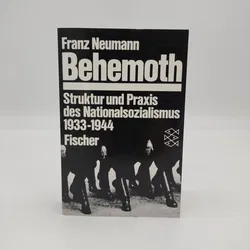 Franz Neumann
Behemoth
Struktur und Praxis
des Nationalsozialismus
1933-1944
Fischer